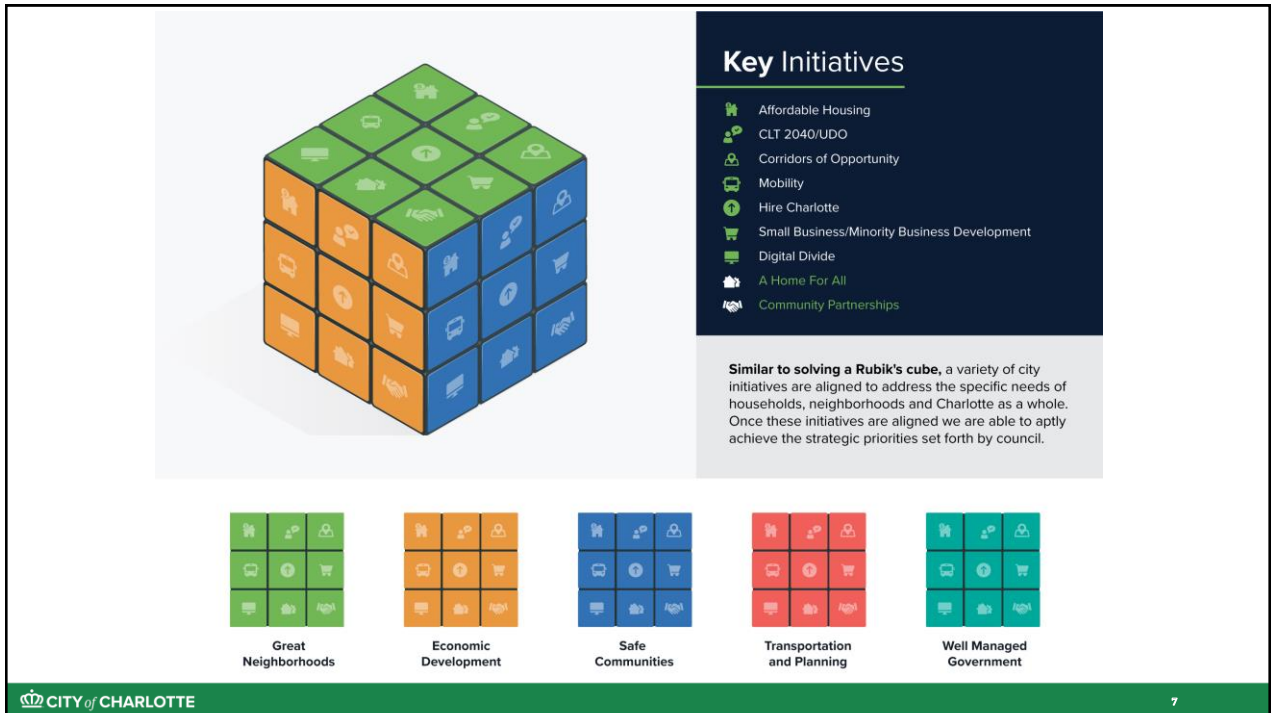 Key Initiatives
Affordable Housing
CLT 2040/UDO
Corridors of Opportunity
Mobility
Hire Charlotte
Small Business/Minority Business Development
Digital Divide
A Home For All
Community Partnerships
Similar to solving a Rubik's cube, a variety of city
initiatives are aligned to address the specific needs of
households, neighborhoods and Charlotte as a whole.
Once these initiatives are aligned we are able to aptly
achieve the strategic priorities set forth by council.
Great
Neighborhoods
Economic
Development
Safe
Communities
Transportation
and Planning
Well Managed
Government
CITY of CHARLOTTE
7